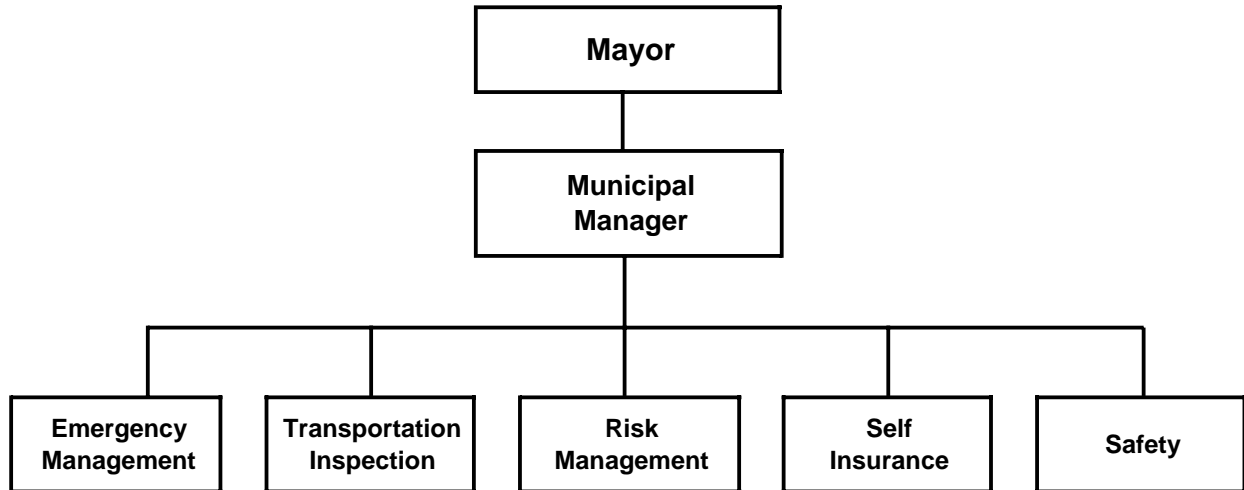 Mayor
Municipal
Manager
Emergency
Management
Transportation
Inspection
Risk
Management
Self
Insurance
Safety